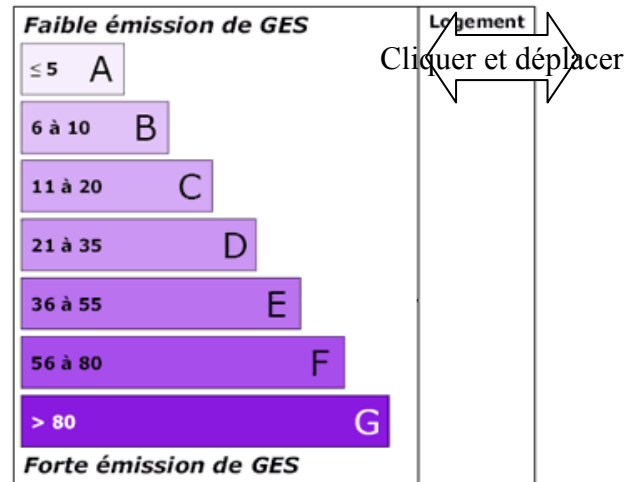 Faible émission de GES
Logement
Cliquer et déplacer
≤ 5 A
6 à 10 B
11 à 20 C
21 à 35 D
36 à 55 E
56 à 80 F
> 80 G
Forte émission de GES